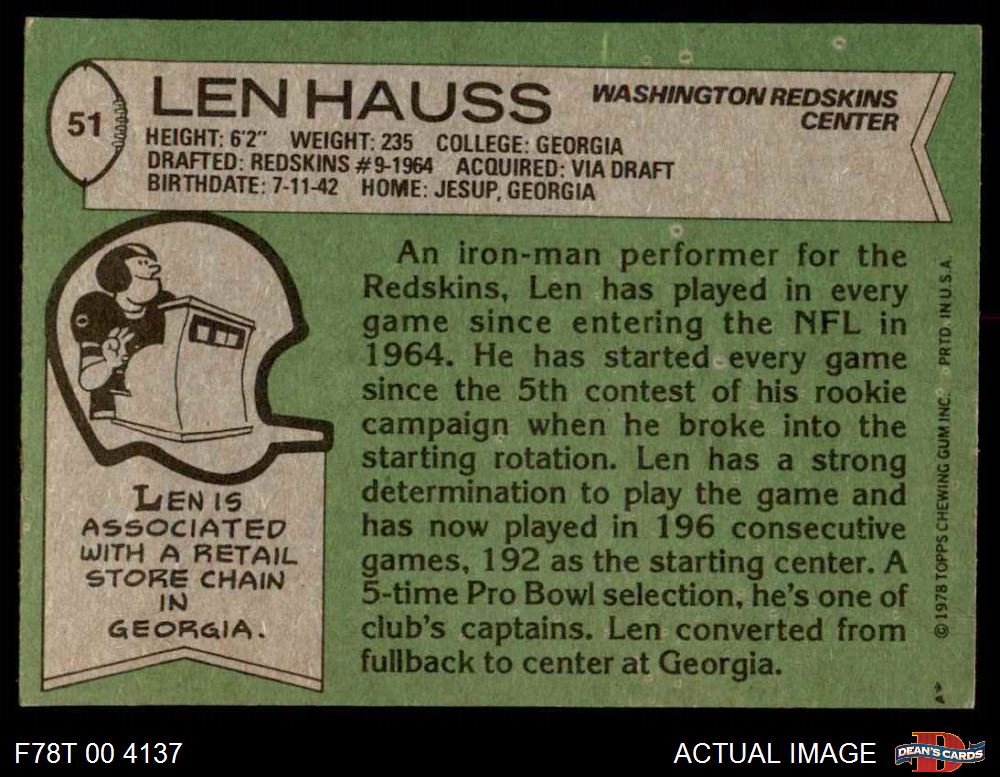 51
LEN HAUSS
WASHINGTON REDSKINS
CENTER
HEIGHT: 6'2" WEIGHT: 235 COLLEGE: GEORGIA
DRAFTED: REDSKINS #9-1964 ACQUIRED: VIA DRAFT
BIRTHDATE: 7-11-42 HOME: JESUP, GEORGIA
LEN IS
ASSOCIATED
WITH A RETAIL
STORE CHAIN
IN
GEORGIA.
An iron-man performer for the
Redskins, Len has played in every
game since entering the NFL in
1964. He has started every game
since the 5th contest of his rookie
campaign when he broke into the
starting rotation. Len has a strong
determination to play the game and
has now played in 196 consecutive
games, 192 as the starting center. A
5-time Pro Bowl selection, he's one of
club's captains. Len converted from
fullback to center at Georgia.
A © 1978 TOPPS CHEWING GUM INC. PRTD. IN U.S.A.
F78T 00 4137
ACTUAL IMAGE
D
DEAN'S CARDS